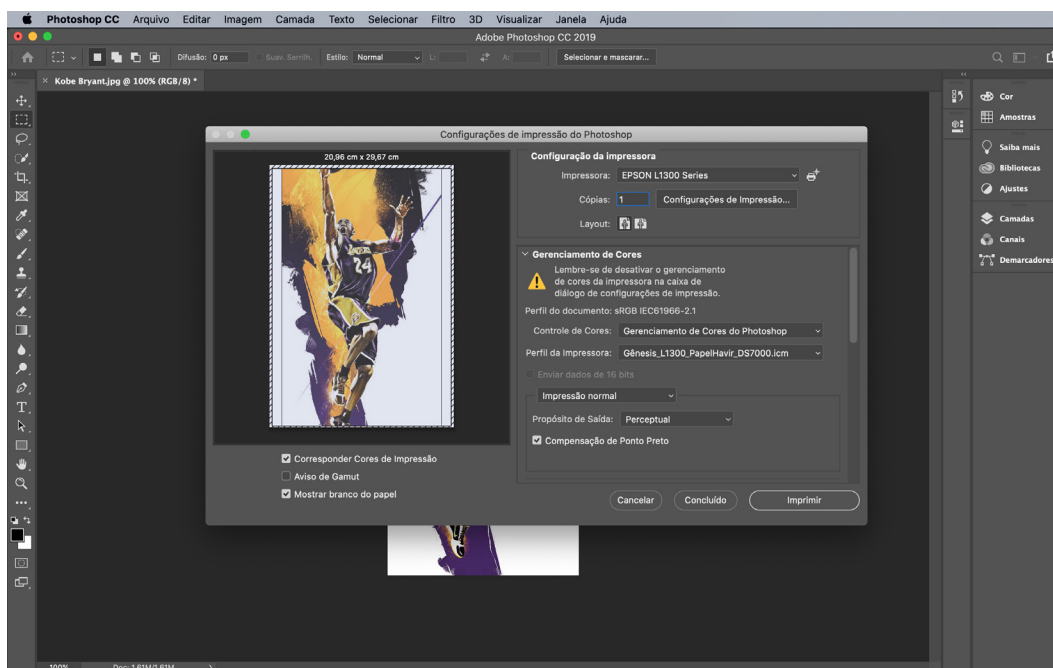 Photoshop CC Arquivo Editar Imagem Camada Texto Selecionar Filtro 3D Visualizar Janela Ajuda
Adobe Photoshop CC 2019
Difusão: 0 px Suav. Serrilh. Estilo: Normal L: A: Selecionar e mascarar...
× Kobe Bryant.jpg @ 100% (RGB/8) *
Cor
Amostras
Saiba mais
Bibliotecas
Ajustes
Camadas
Canais
Demarcadores
Configurações de impressão do Photoshop
20,96 cm x 29,67 cm
24
Corresponder Cores de Impressão
Aviso de Gamut
Mostrar branco do papel
Configuração da impressora
Impressora: EPSON L1300 Series
Cópias: 1 Configurações de Impressão...
Layout:
Gerenciamento de Cores
Lembre-se de desativar o gerenciamento
de cores da impressora na caixa de
diálogo de configurações de impressão.
Perfil do documento: sRGB IEC61966-2.1
Controle de Cores: Gerenciamento de Cores do Photoshop
Perfil da Impressora: Gênesis_L1300_PapelHavir_DS7000.icm
Enviar dados de 16 bits
Impressão normal
Propósito de Saída: Perceptual
Compensação de Ponto Preto
Cancelar Concluído Imprimir
100% Doc: 1,61M/1,61M